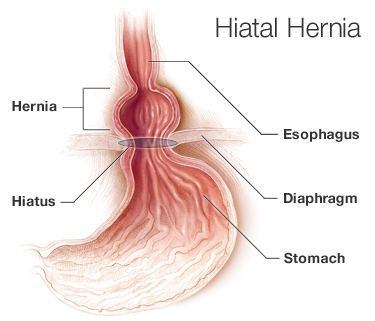 Hiatal Hernia
Hernia
Esophagus
Hiatus
Diaphragm
Stomach